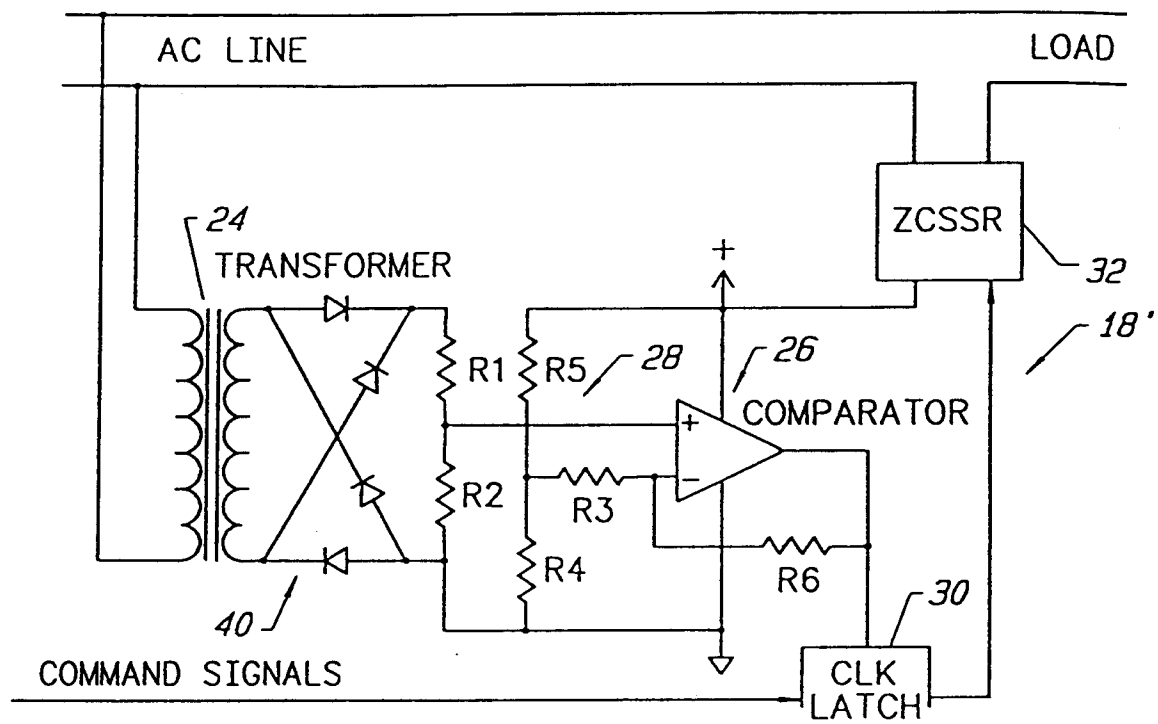 AC LINE
LOAD
ZCSSR
24
TRANSFORMER
+
32
18'
R1
R5
28
26
COMPARATOR
+
−
R2
R3
R4
R6
40
30
COMMAND SIGNALS
CLK
LATCH